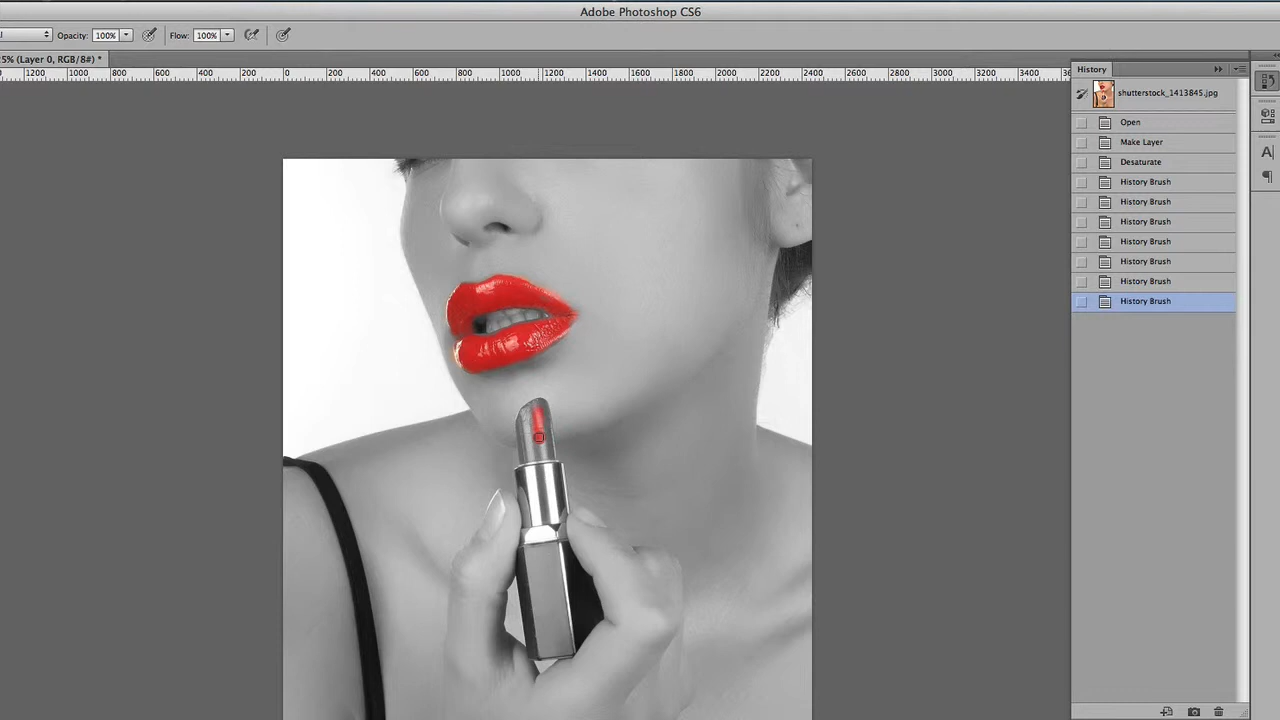 Adobe Photoshop CS6
Opacity: 100% Flow: 100%
5% (Layer 0, RGB/8#) *
1200 1000 800 600 400 200 0 200 400 600 800 1000 1200 1400 1600 1800 2000 2200 2400 2600 2800 3000 3200 3400
History
shutterstock_1413845.jpg
Open
Make Layer
Desaturate
History Brush
History Brush
History Brush
History Brush
History Brush
History Brush
History Brush